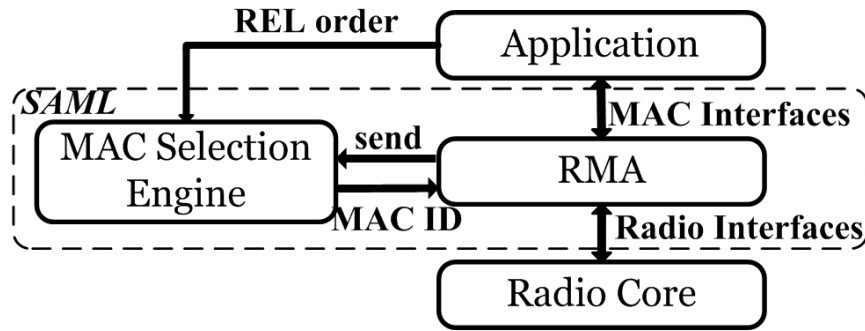 REL order
Application
SAML
MAC Interfaces
MAC Selection
Engine
send
RMA
MAC ID
Radio Interfaces
Radio Core